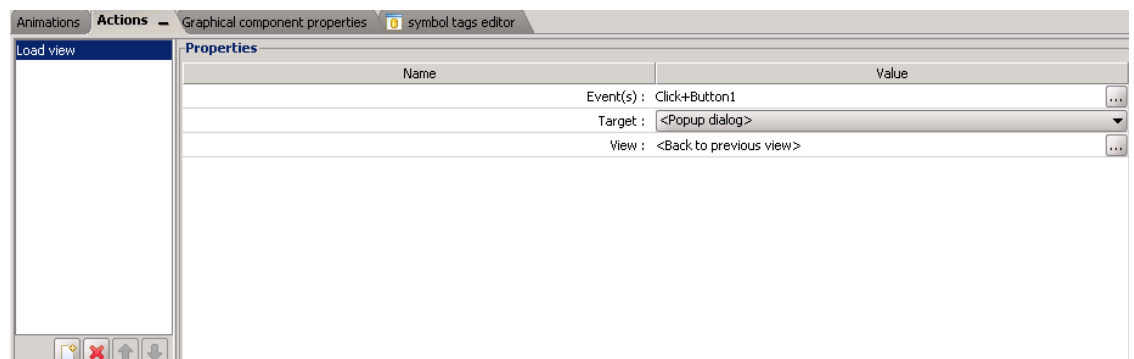 Animations Actions Graphical component properties symbol tags editor
Load view
Properties
Name Value
Event(s) : Click+Button1 ...
Target : <Popup dialog>
View : <Back to previous view> ...